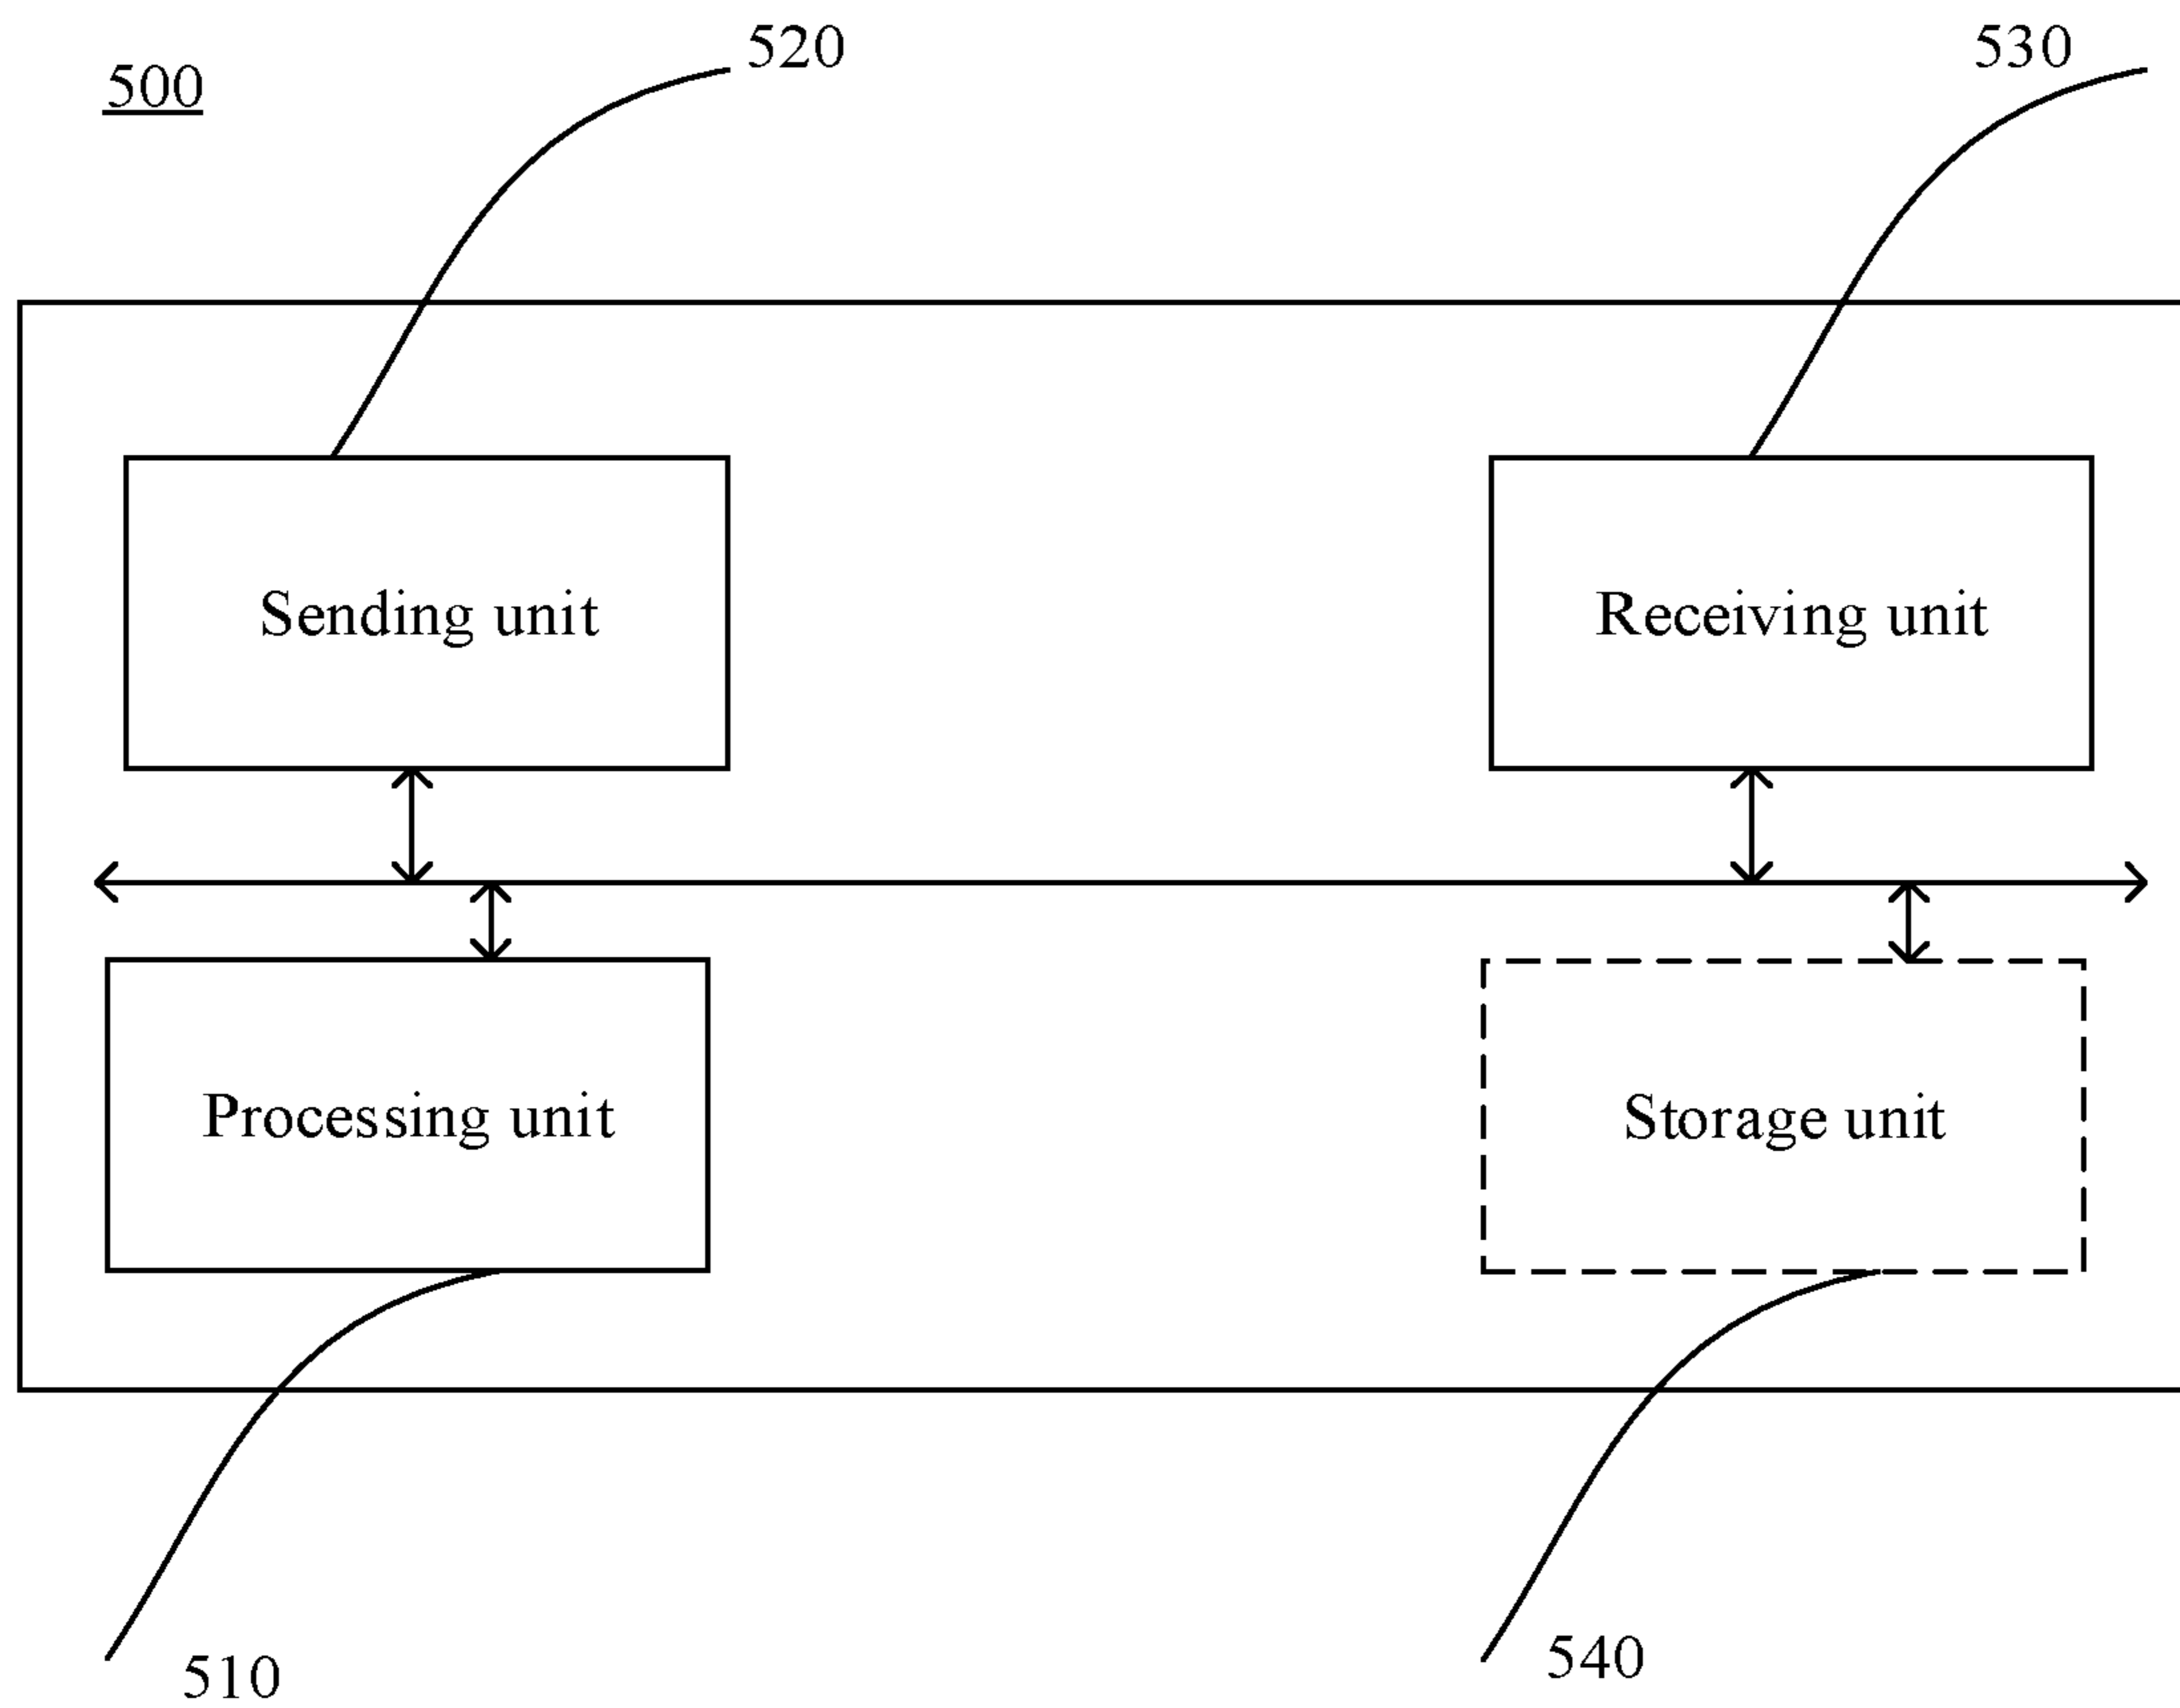 500
520
530
Sending unit
Receiving unit
Processing unit
Storage unit
510
540